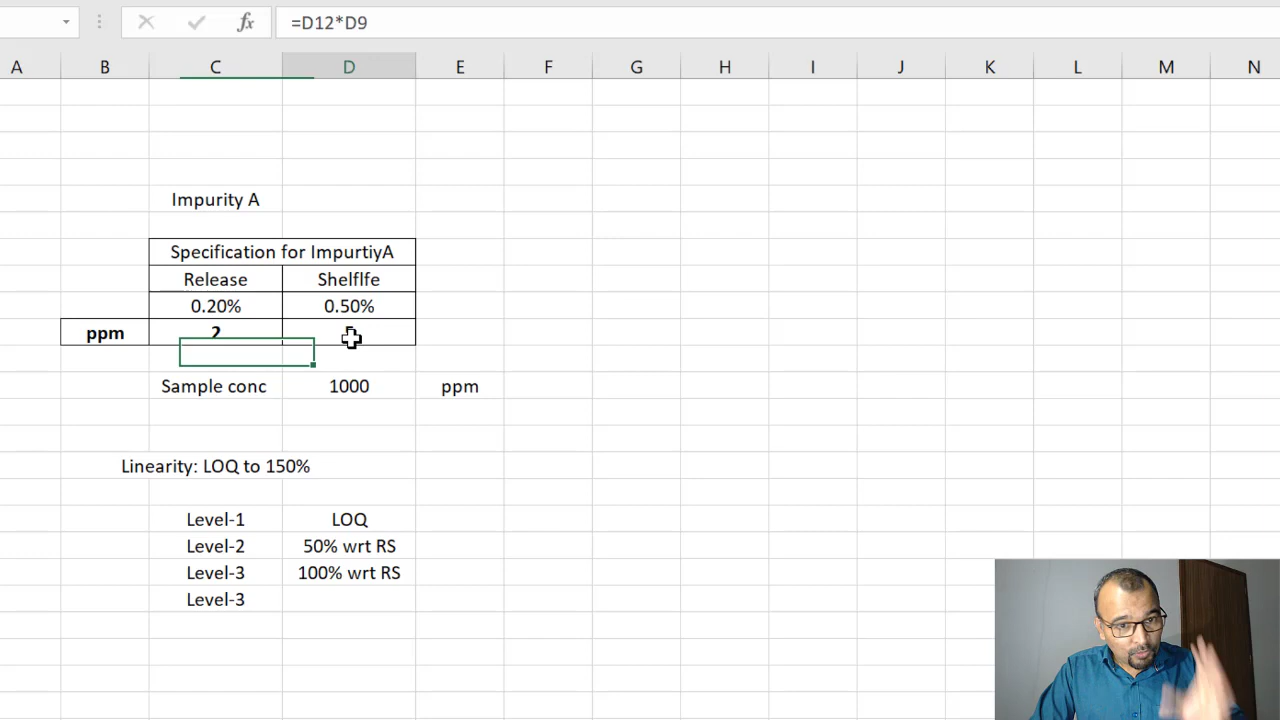 =D12*D9
A B C D E F G H I J K L M N
Impurity A
Specification for ImpurtiyA
Release Shelflfe
0.20% 0.50%
ppm 2
Sample conc 1000 ppm
Linearity: LOQ to 150%
Level-1 LOQ
Level-2 50% wrt RS
Level-3 100% wrt RS
Level-3